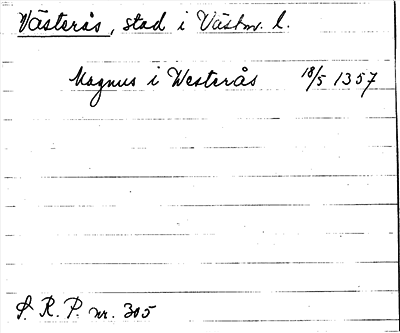 Västerås, stad i Västm. l.
Magnus i Westerås 18/5 1357
S. R. P. nr. 305